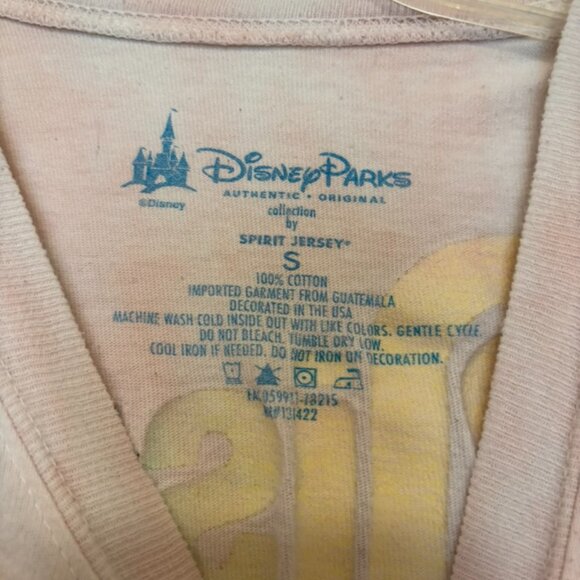 Disney Parks
AUTHENTIC • ORIGINAL
©Disney
collection
by
SPIRIT JERSEY®
S
100% COTTON
IMPORTED GARMENT FROM GUATEMALA
DECORATED IN THE USA
MACHINE WASH COLD INSIDE OUT WITH LIKE COLORS. GENTLE CYCLE.
DO NOT BLEACH. TUMBLE DRY LOW.
COOL IRON IF NEEDED. DO NOT IRON ON DECORATION.